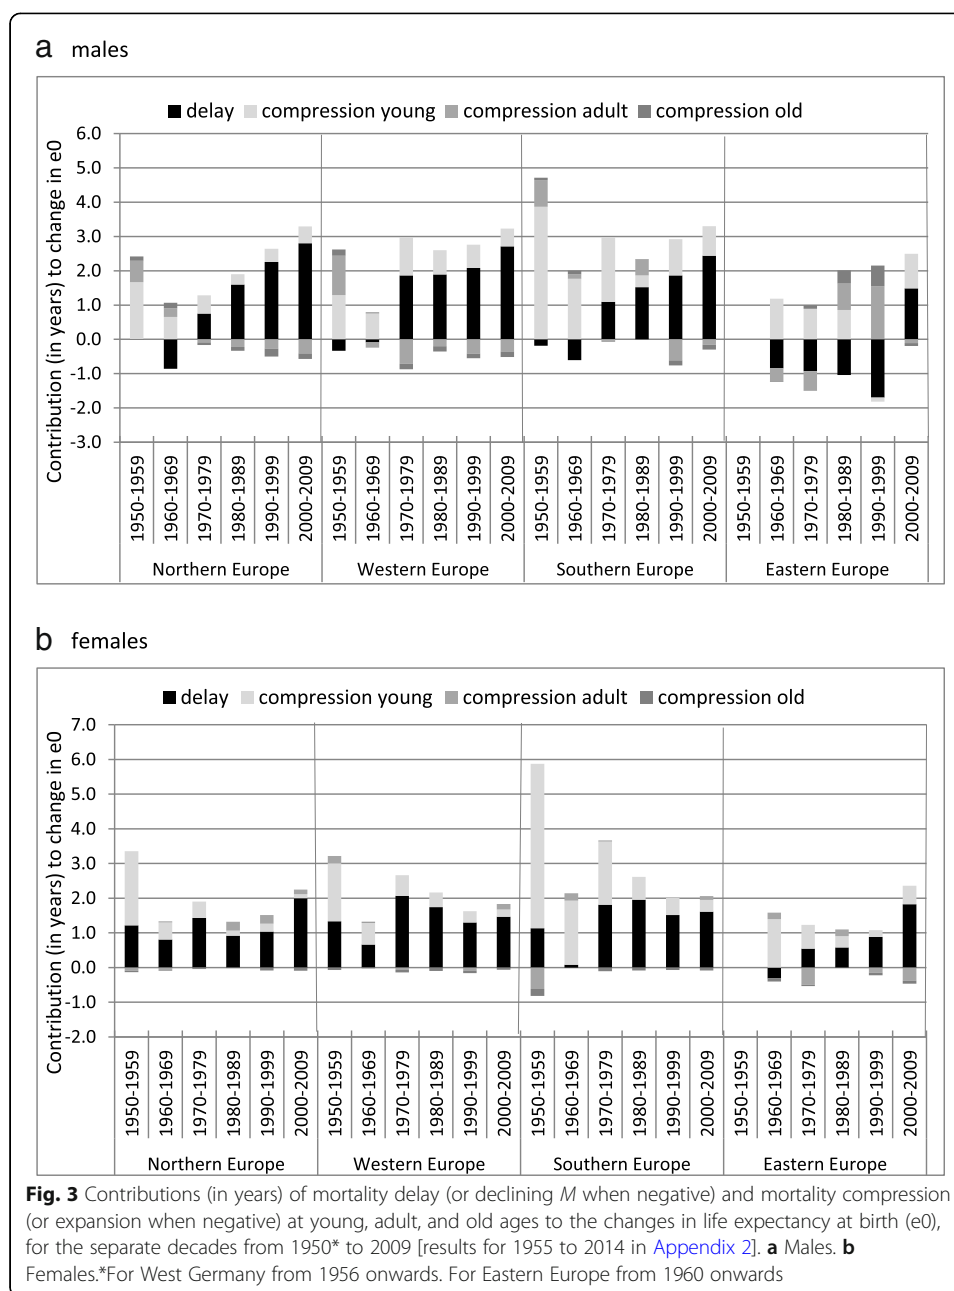 a males
delay compression young compression adult compression old
Contribution (in years) to change in e0
6.0
5.0
4.0
3.0
2.0
1.0
0.0
-1.0
-2.0
-3.0
1950-1959 1960-1969 1970-1979 1980-1989 1990-1999 2000-2009 1950-1959 1960-1969 1970-1979 1980-1989 1990-1999 2000-2009 1950-1959 1960-1969 1970-1979 1980-1989 1990-1999 2000-2009 1950-1959 1960-1969 1970-1979 1980-1989 1990-1999 2000-2009
Northern Europe Western Europe Southern Europe Eastern Europe
b females
delay compression young compression adult compression old
Contribution (in years) to change in e0
7.0
6.0
5.0
4.0
3.0
2.0
1.0
0.0
-1.0
-2.0
1950-1959 1960-1969 1970-1979 1980-1989 1990-1999 2000-2009 1950-1959 1960-1969 1970-1979 1980-1989 1990-1999 2000-2009 1950-1959 1960-1969 1970-1979 1980-1989 1990-1999 2000-2009 1950-1959 1960-1969 1970-1979 1980-1989 1990-1999 2000-2009
Northern Europe Western Europe Southern Europe Eastern Europe
Fig. 3 Contributions (in years) of mortality delay (or declining M when negative) and mortality compression
(or expansion when negative) at young, adult, and old ages to the changes in life expectancy at birth (e0),
for the separate decades from 1950* to 2009 [results for 1955 to 2014 in Appendix 2]. a Males. b
Females.*For West Germany from 1956 onwards. For Eastern Europe from 1960 onwards